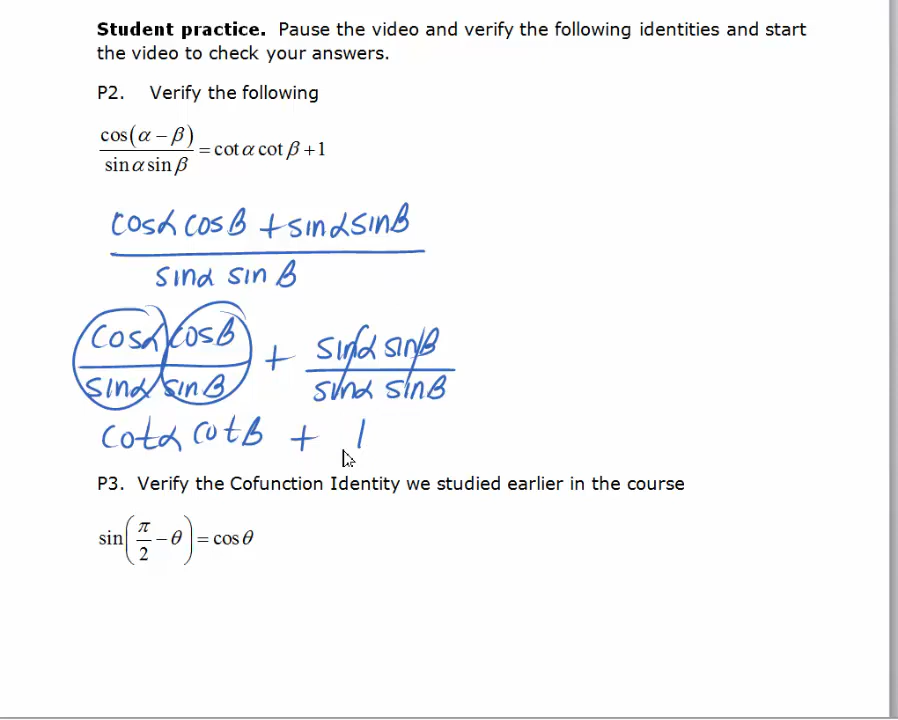 Student practice. Pause the video and verify the following identities and start
the video to check your answers.
P2. Verify the following
cos(α − β)
sin α sin β
= cot α cot β + 1
cosα cosβ + sinα sinβ
sinα sinβ
cosα cosβ
sinα sinβ
+
sinα sinβ
sinα sinβ
cotα cotβ + 1
P3. Verify the Cofunction Identity we studied earlier in the course
sin(π/2 − θ) = cos θ